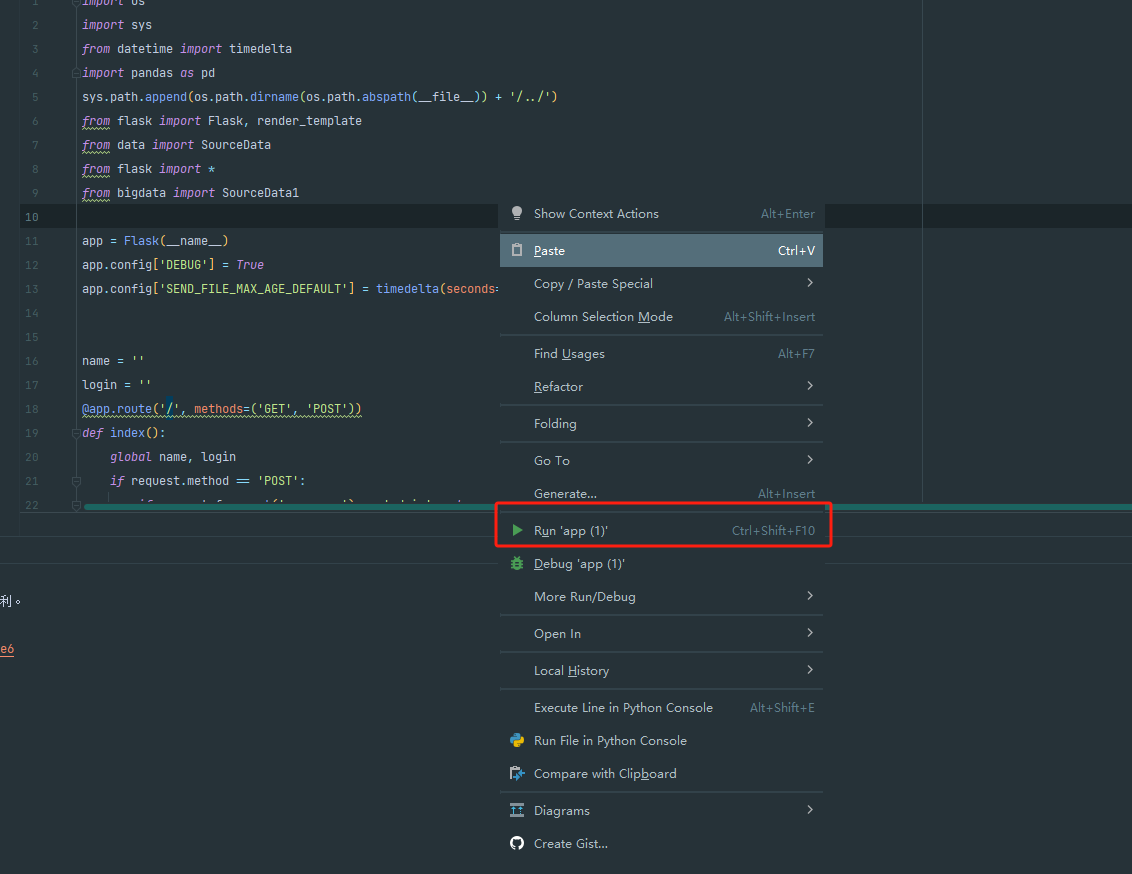 1 import os
2 import sys
3 from datetime import timedelta
4 import pandas as pd
5 sys.path.append(os.path.dirname(os.path.abspath(__file__)) + '/../')
6 from flask import Flask, render_template
7 from data import SourceData
8 from flask import *
9 from bigdata import SourceData1
10
11 app = Flask(__name__)
12 app.config['DEBUG'] = True
13 app.config['SEND_FILE_MAX_AGE_DEFAULT'] = timedelta(seconds=
14
15
16 name = ''
17 login = ''
18 @app.route('/', methods=('GET', 'POST'))
19 def index():
20 global name, login
21 if request.method == 'POST':
22
Show Context Actions Alt+Enter
Paste Ctrl+V
Copy / Paste Special
Column Selection Mode Alt+Shift+Insert
Find Usages Alt+F7
Refactor
Folding
Go To
Generate... Alt+Insert
Run 'app (1)' Ctrl+Shift+F10
Debug 'app (1)'
More Run/Debug
Open In
Local History
Execute Line in Python Console Alt+Shift+E
Run File in Python Console
Compare with Clipboard
Diagrams
Create Gist...
利。
e6